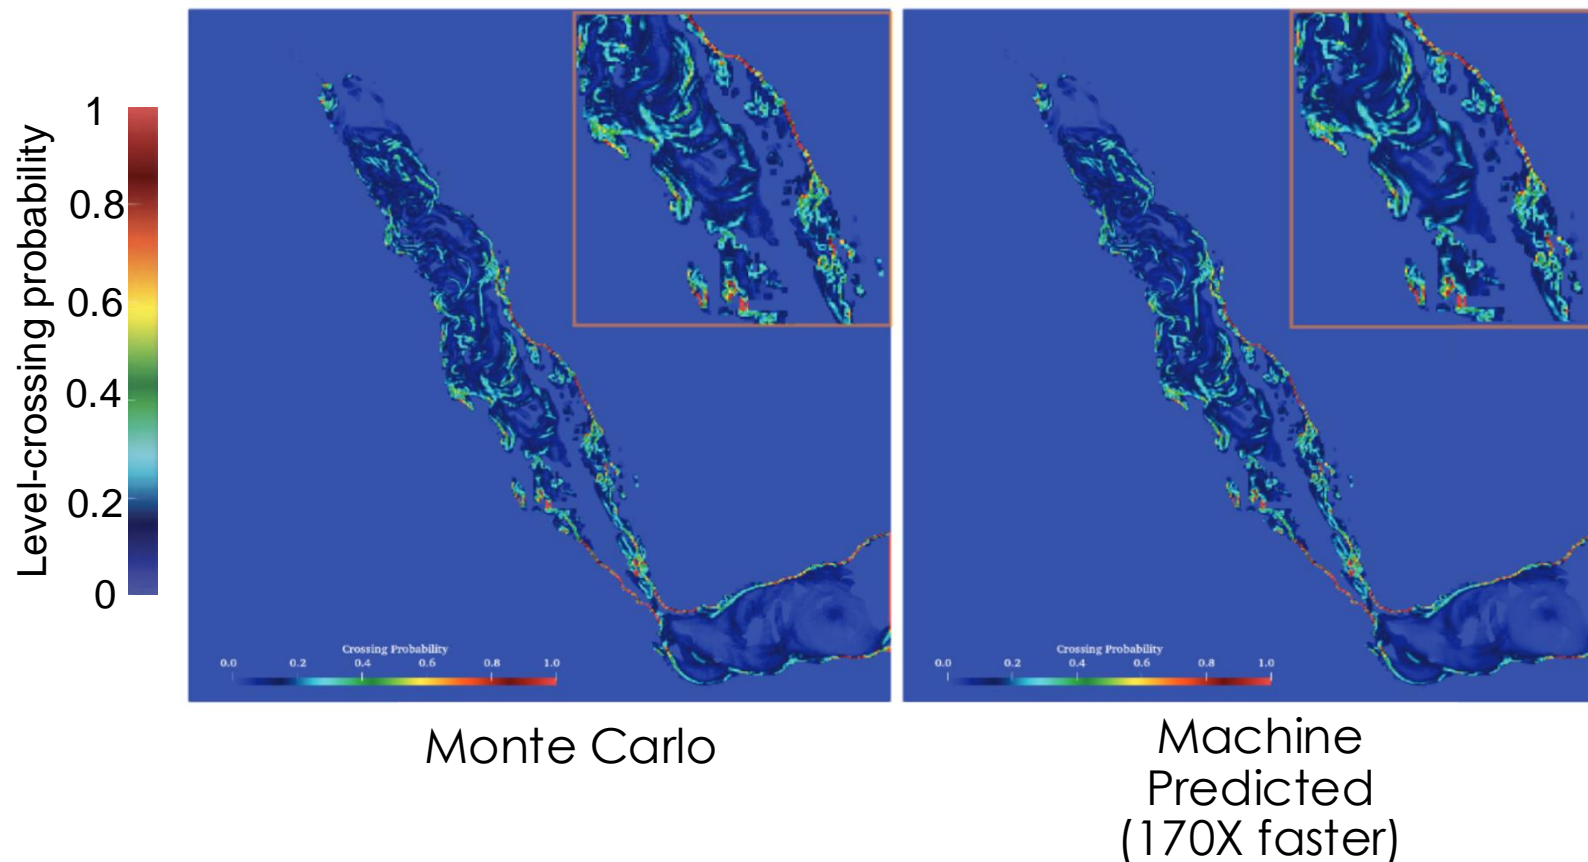 Level-crossing probability
1
0.8
0.6
0.4
0.2
0
Crossing Probability
0.0 0.2 0.4 0.6 0.8 1.0
Crossing Probability
0.0 0.2 0.4 0.6 0.8 1.0
Monte Carlo
Machine
Predicted
(170X faster)